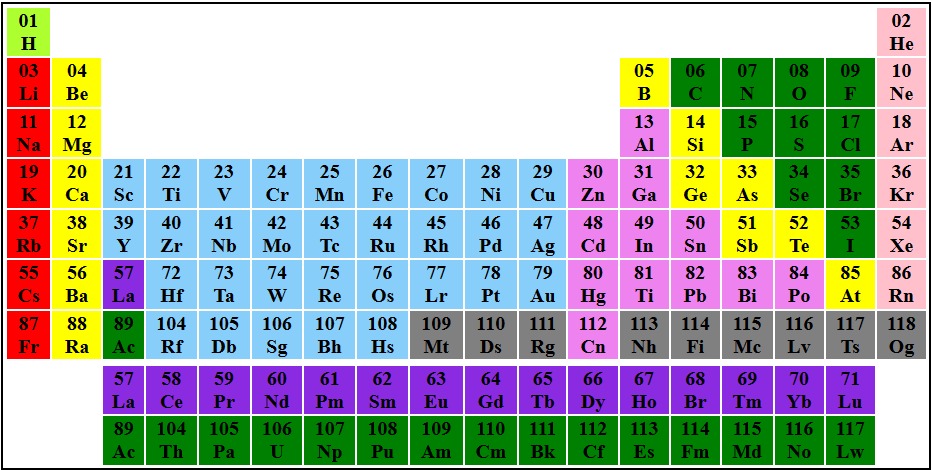 01 02
H He
03 04 05 06 07 08 09 10
Li Be B C N O F Ne
11 12 13 14 15 16 17 18
Na Mg Al Si P S Cl Ar
19 20 21 22 23 24 25 26 27 28 29 30 31 32 33 34 35 36
K Ca Sc Ti V Cr Mn Fe Co Ni Cu Zn Ga Ge As Se Br Kr
37 38 39 40 41 42 43 44 45 46 47 48 49 50 51 52 53 54
Rb Sr Y Zr Nb Mo Tc Ru Rh Pd Ag Cd In Sn Sb Te I Xe
55 56 57 72 73 74 75 76 77 78 79 80 81 82 83 84 85 86
Cs Ba La Hf Ta W Re Os Lr Pt Au Hg Ti Pb Bi Po At Rn
87 88 89 104 105 106 107 108 109 110 111 112 113 114 115 116 117 118
Fr Ra Ac Rf Db Sg Bh Hs Mt Ds Rg Cn Nh Fi Mc Lv Ts Og
57 58 59 60 61 62 63 64 65 66 67 68 69 70 71
La Ce Pr Nd Pm Sm Eu Gd Tb Dy Ho Br Tm Yb Lu
89 104 105 106 107 108 109 110 111 112 113 114 115 116 117
Ac Th Pa U Np Pu Am Cm Bk Cf Es Fm Md No Lw